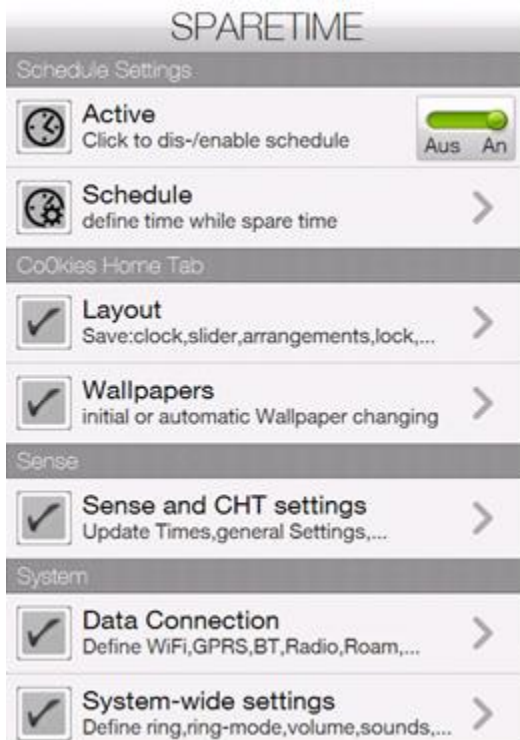 SPARETIME
Schedule Settings
Active
Click to dis-/enable schedule
Aus An
Schedule
define time while spare time
Co0kies Home Tab
Layout
Save:clock,slider,arrangements,lock,...
Wallpapers
initial or automatic Wallpaper changing
Sense
Sense and CHT settings
Update Times,general Settings,...
System
Data Connection
Define WiFi,GPRS,BT,Radio,Roam,...
System-wide settings
Define ring,ring-mode,volume,sounds,...